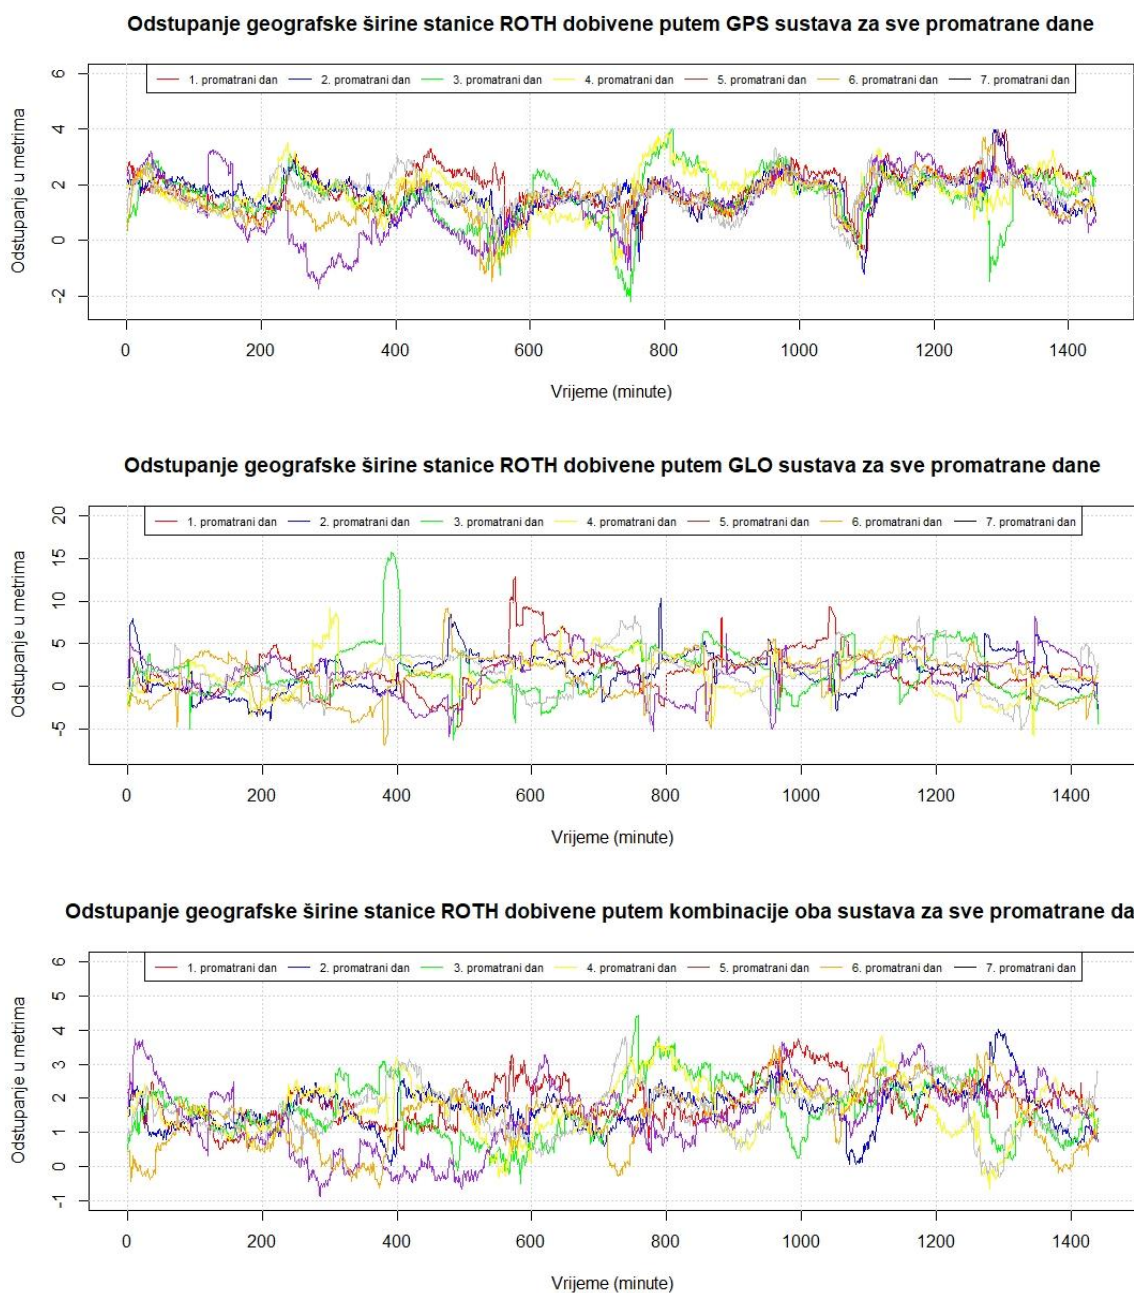 Odstupanje geografske širine stanice ROTH dobivene putem GPS sustava za sve promatrane dane
1. promatrani dan 2. promatrani dan 3. promatrani dan 4. promatrani dan 5. promatrani dan 6. promatrani dan 7. promatrani dan
Odstupanje u metrima
6
4
2
0
-2
0 200 400 600 800 1000 1200 1400
Vrijeme (minute)
Odstupanje geografske širine stanice ROTH dobivene putem GLO sustava za sve promatrane dane
1. promatrani dan 2. promatrani dan 3. promatrani dan 4. promatrani dan 5. promatrani dan 6. promatrani dan 7. promatrani dan
Odstupanje u metrima
20
15
10
5
0
-5
0 200 400 600 800 1000 1200 1400
Vrijeme (minute)
Odstupanje geografske širine stanice ROTH dobivene putem kombinacije oba sustava za sve promatrane da
1. promatrani dan 2. promatrani dan 3. promatrani dan 4. promatrani dan 5. promatrani dan 6. promatrani dan 7. promatrani dan
Odstupanje u metrima
6
5
4
3
2
1
0
-1
0 200 400 600 800 1000 1200 1400
Vrijeme (minute)